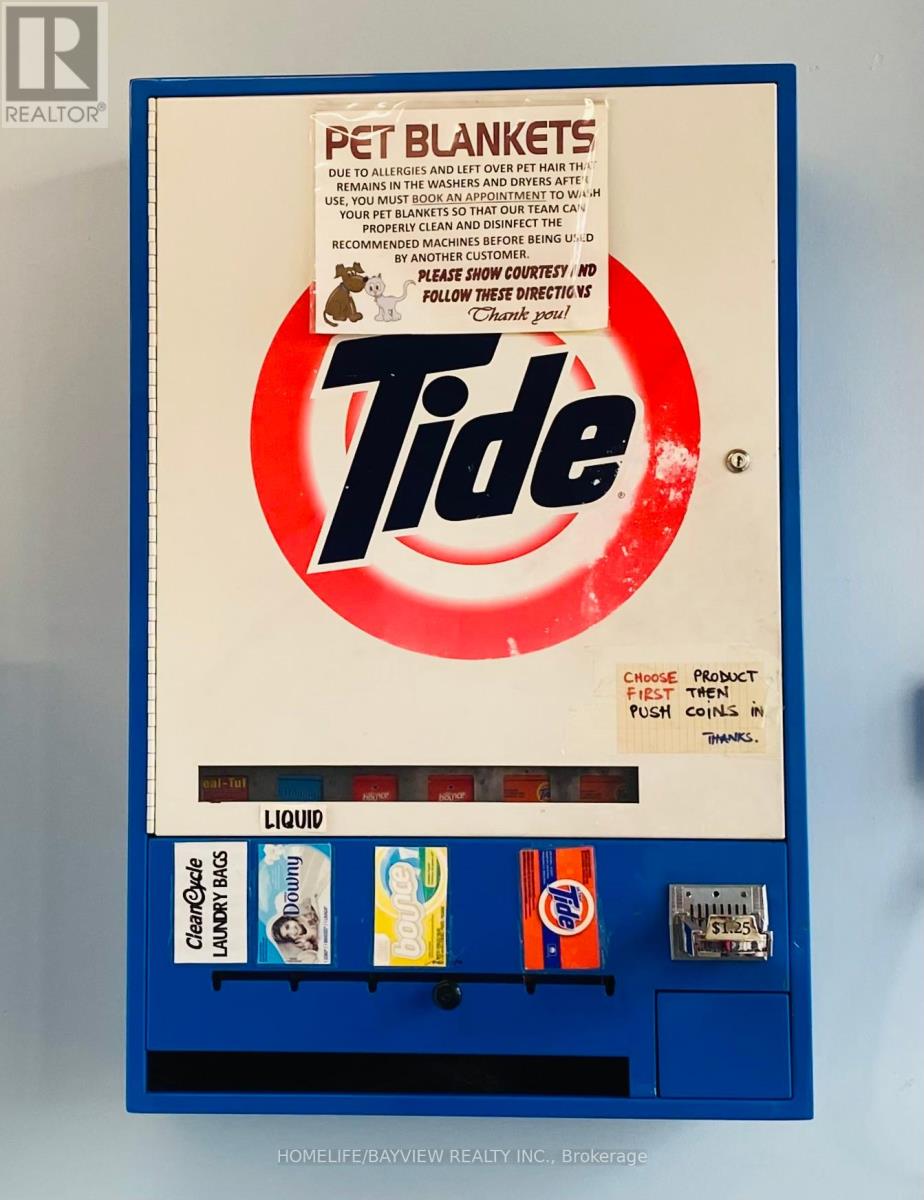 R
REALTOR®
PET BLANKETS
DUE TO ALLERGIES AND LEFT OVER PET HAIR THAT
REMAINS IN THE WASHERS AND DRYERS AFTER
USE, YOU MUST BOOK AN APPOINTMENT TO WASH
YOUR PET BLANKETS SO THAT OUR TEAM CAN
PROPERLY CLEAN AND DISINFECT THE
RECOMMENDED MACHINES BEFORE BEING USED
BY ANOTHER CUSTOMER.
PLEASE SHOW COURTESY AND
FOLLOW THESE DIRECTIONS
Thank you!
Tide®
CHOOSE PRODUCT
FIRST THEN
PUSH COINS IN
THANKS.
eal-Tuf
bounce
bounce
LIQUID
CleanCycle
LAUNDRY BAGS
Downy
bounce
Tide
$1.25
HOMELIFE/BAYVIEW REALTY INC., Brokerage